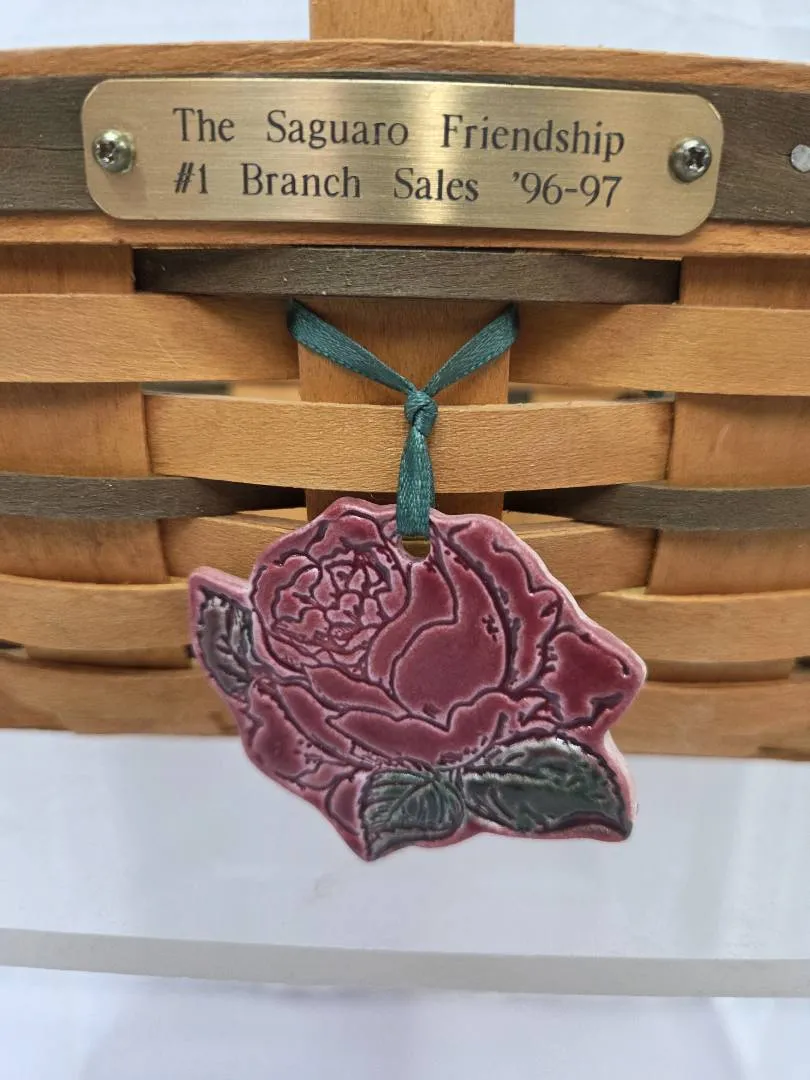 The Saguaro Friendship
#1 Branch Sales '96-97